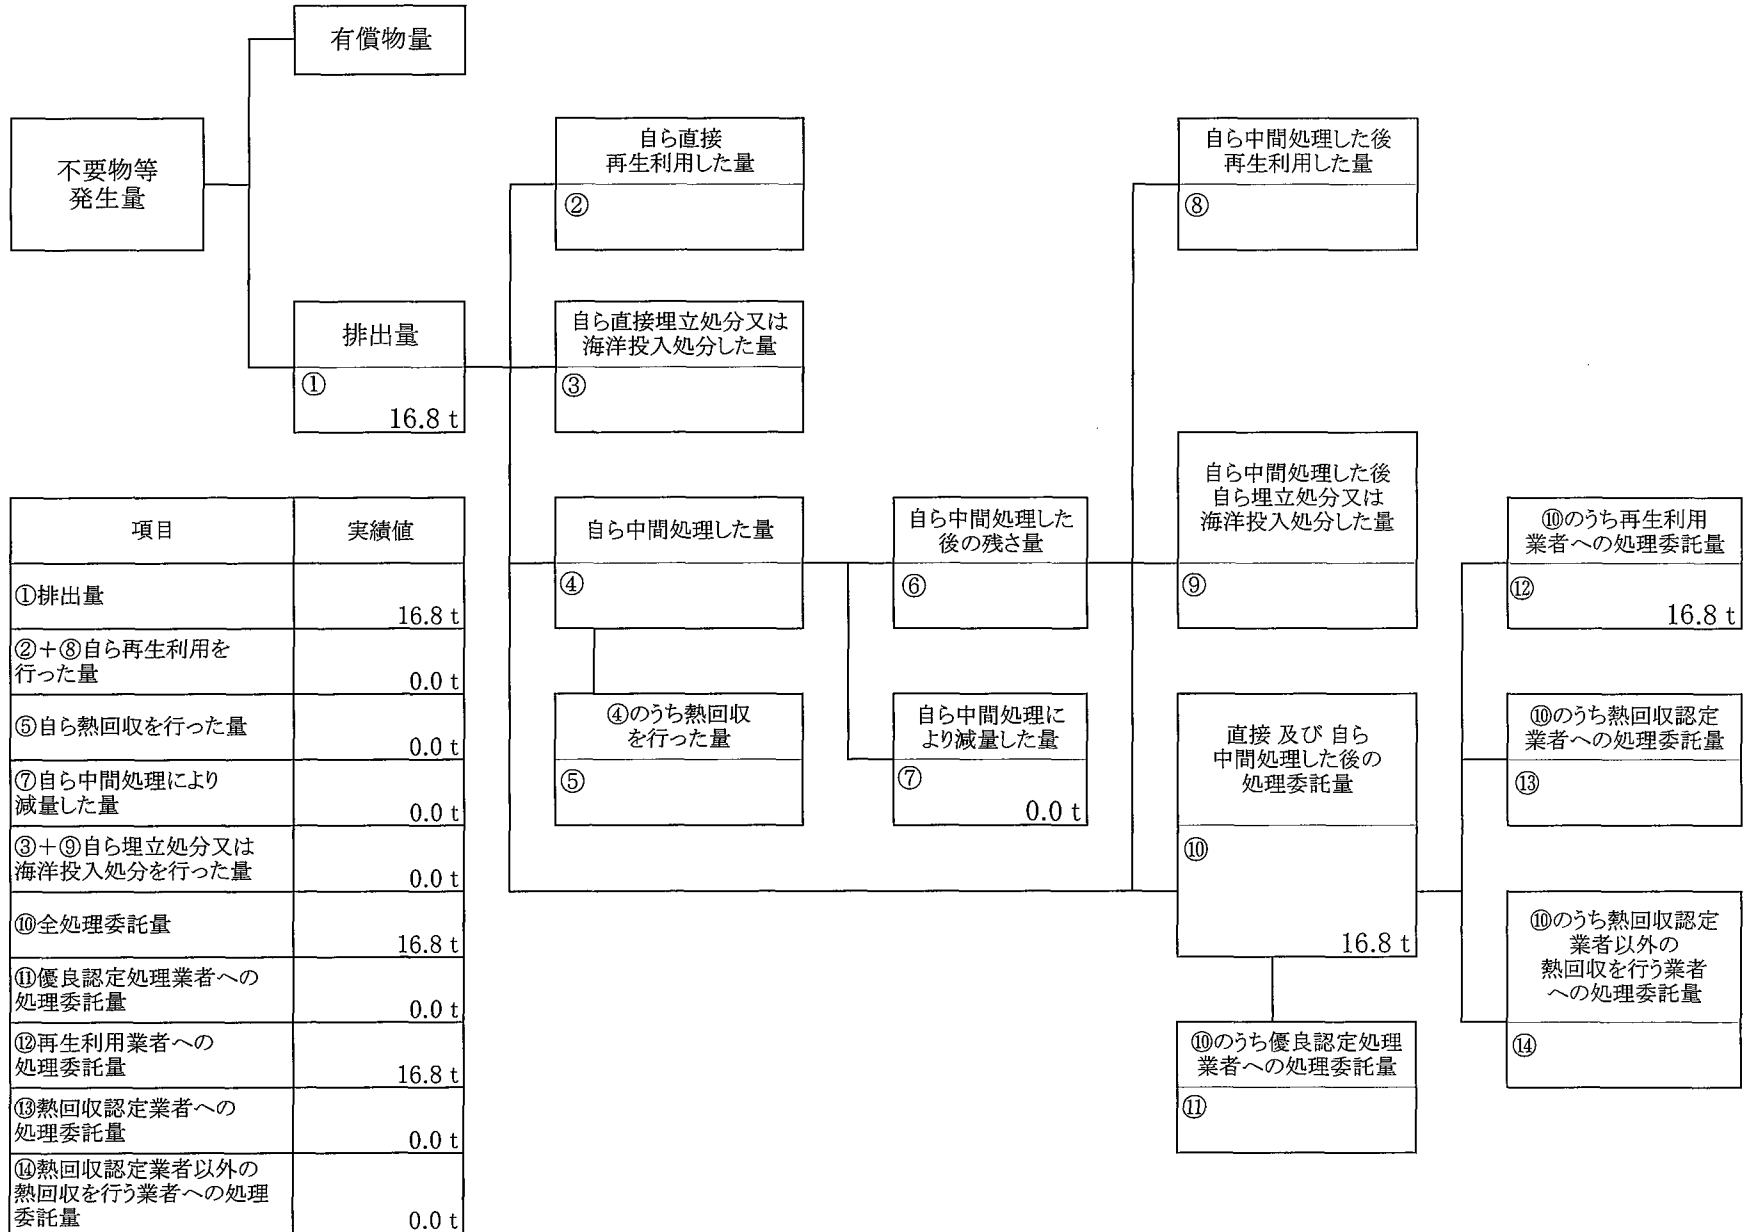 有償物量
不要物等
発生量
排出量
①
16.8 t
自ら直接
再生利用した量
②
自ら直接埋立処分又は
海洋投入処分した量
③
自ら中間処理した量
④
④のうち熱回収
を行った量
⑤
自ら中間処理した
後の残さ量
⑥
自ら中間処理に
より減量した量
⑦
0.0 t
自ら中間処理した後
再生利用した量
⑧
自ら中間処理した後
自ら埋立処分又は
海洋投入処分した量
⑨
直接 及び 自ら
中間処理した後の
処理委託量
⑩
16.8 t
⑩のうち優良認定処理
業者への処理委託量
⑪
⑩のうち再生利用
業者への処理委託量
⑫
16.8 t
⑩のうち熱回収認定
業者への処理委託量
⑬
⑩のうち熱回収認定
業者以外の
熱回収を行う業者
への処理委託量
⑭
項目 実績値
①排出量
16.8 t
②+⑧自ら再生利用を
行った量
0.0 t
⑤自ら熱回収を行った量
0.0 t
⑦自ら中間処理により
減量した量
0.0 t
③+⑨自ら埋立処分又は
海洋投入処分を行った量
0.0 t
⑩全処理委託量
16.8 t
⑪優良認定処理業者への
処理委託量
0.0 t
⑫再生利用業者への
処理委託量
16.8 t
⑬熱回収認定業者への
処理委託量
0.0 t
⑭熱回収認定業者以外の
熱回収を行う業者への処理
委託量
0.0 t